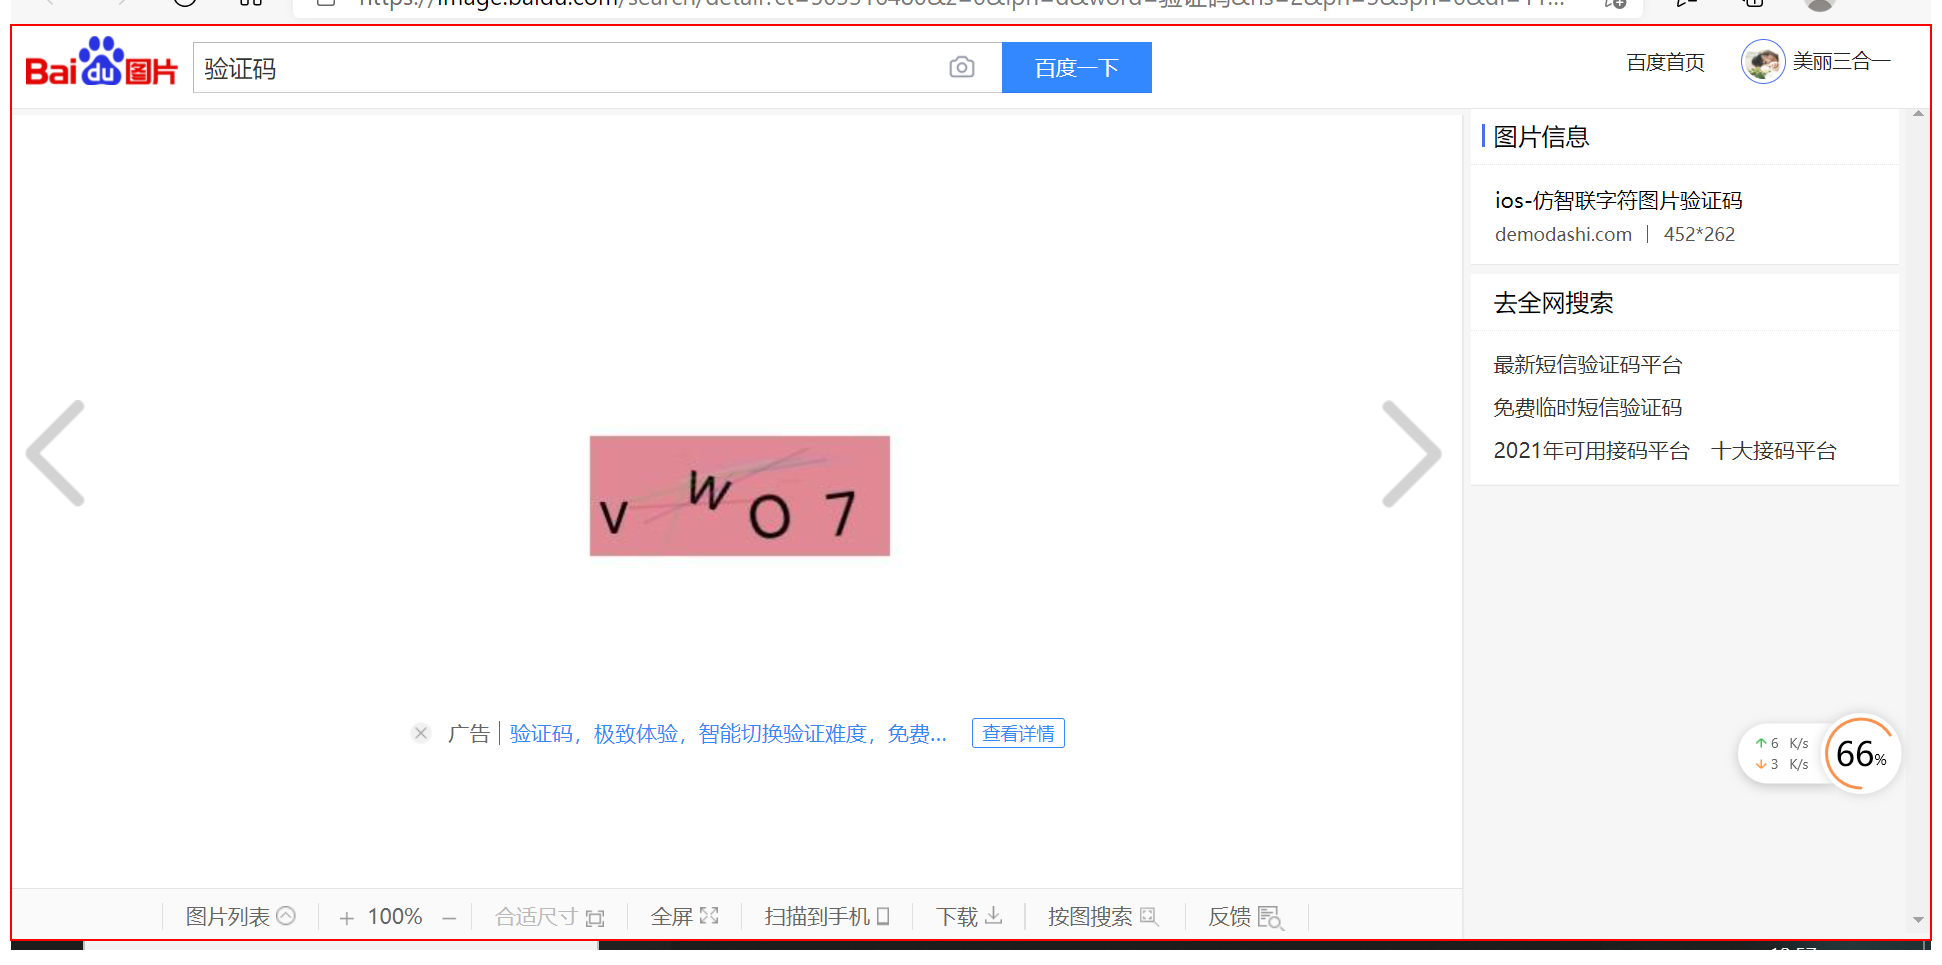 Bai du 图片
验证码
百度一下
百度首页
美丽三合一
图片信息
ios-仿智联字符图片验证码
demodashi.com | 452*262
去全网搜索
最新短信验证码平台
免费临时短信验证码
2021年可用接码平台 十大接码平台
V W O 7
广告 | 验证码，极致体验，智能切换验证难度，免费... 查看详情
↑ 6 K/s
↓ 3 K/s
66%
图片列表 + 100% − 合适尺寸 全屏 扫描到手机 下载 按图搜索 反馈